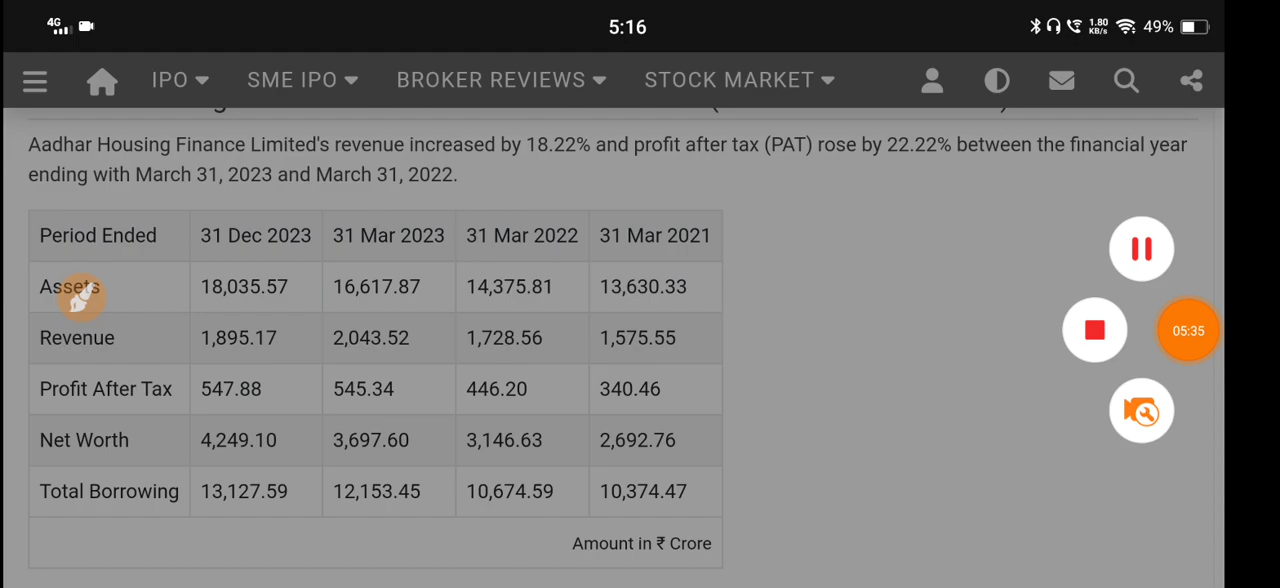 4G 5:16 1.80 KB/s 49%
IPO SME IPO BROKER REVIEWS STOCK MARKET
Aadhar Housing Finance Limited's revenue increased by 18.22% and profit after tax (PAT) rose by 22.22% between the financial year
ending with March 31, 2023 and March 31, 2022.
Period Ended 31 Dec 2023 31 Mar 2023 31 Mar 2022 31 Mar 2021
Assets 18,035.57 16,617.87 14,375.81 13,630.33
Revenue 1,895.17 2,043.52 1,728.56 1,575.55
05:35
Profit After Tax 547.88 545.34 446.20 340.46
Net Worth 4,249.10 3,697.60 3,146.63 2,692.76
Total Borrowing 13,127.59 12,153.45 10,674.59 10,374.47
Amount in ₹ Crore